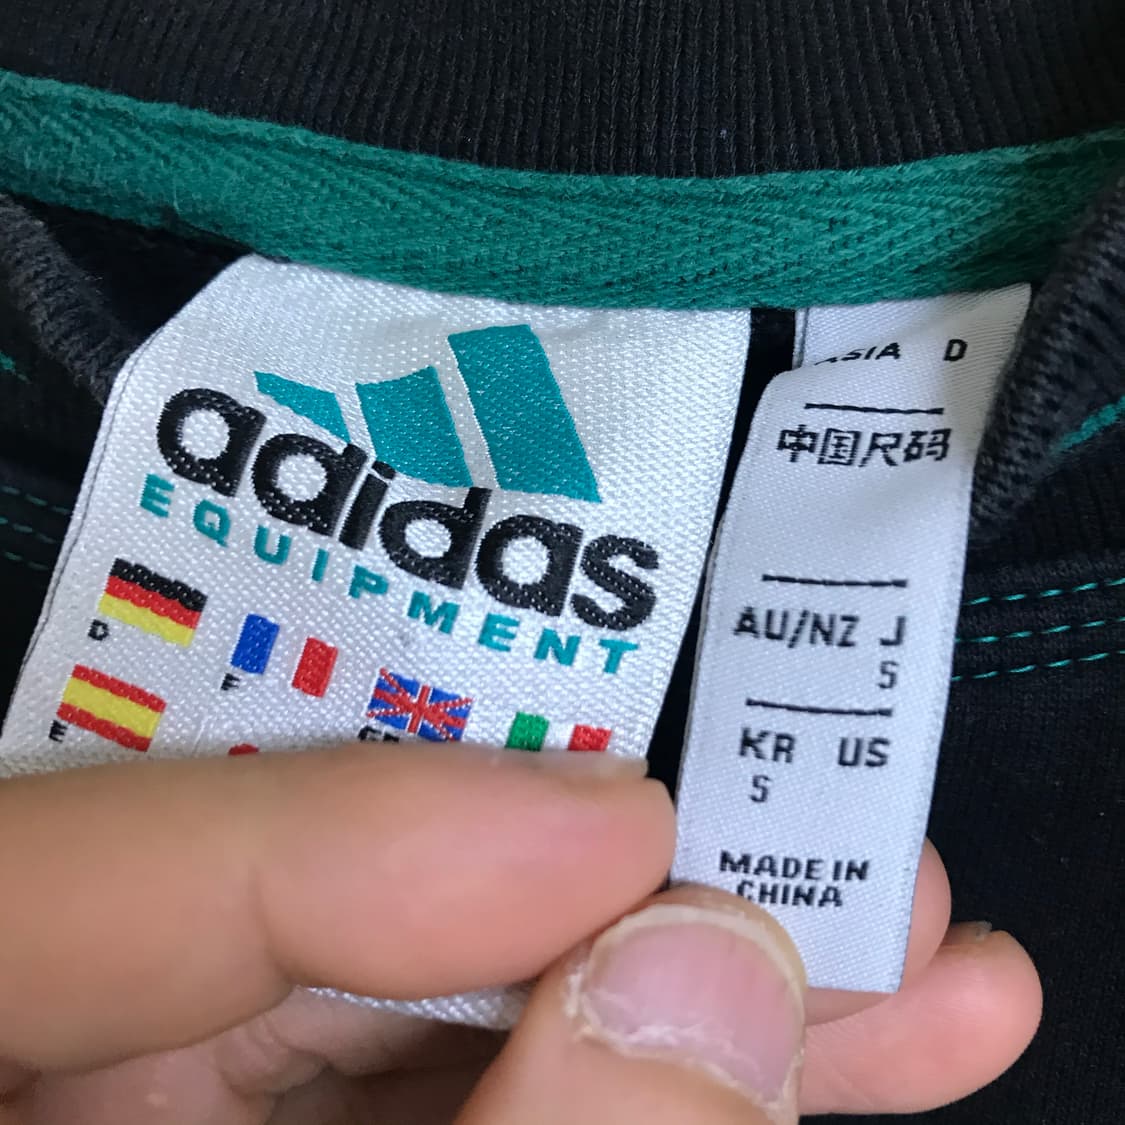 adidas
EQUIPMENT
D
F
E
ASIA D
中国尺码
AU/NZ J
S
KR US
S
MADE IN
CHINA